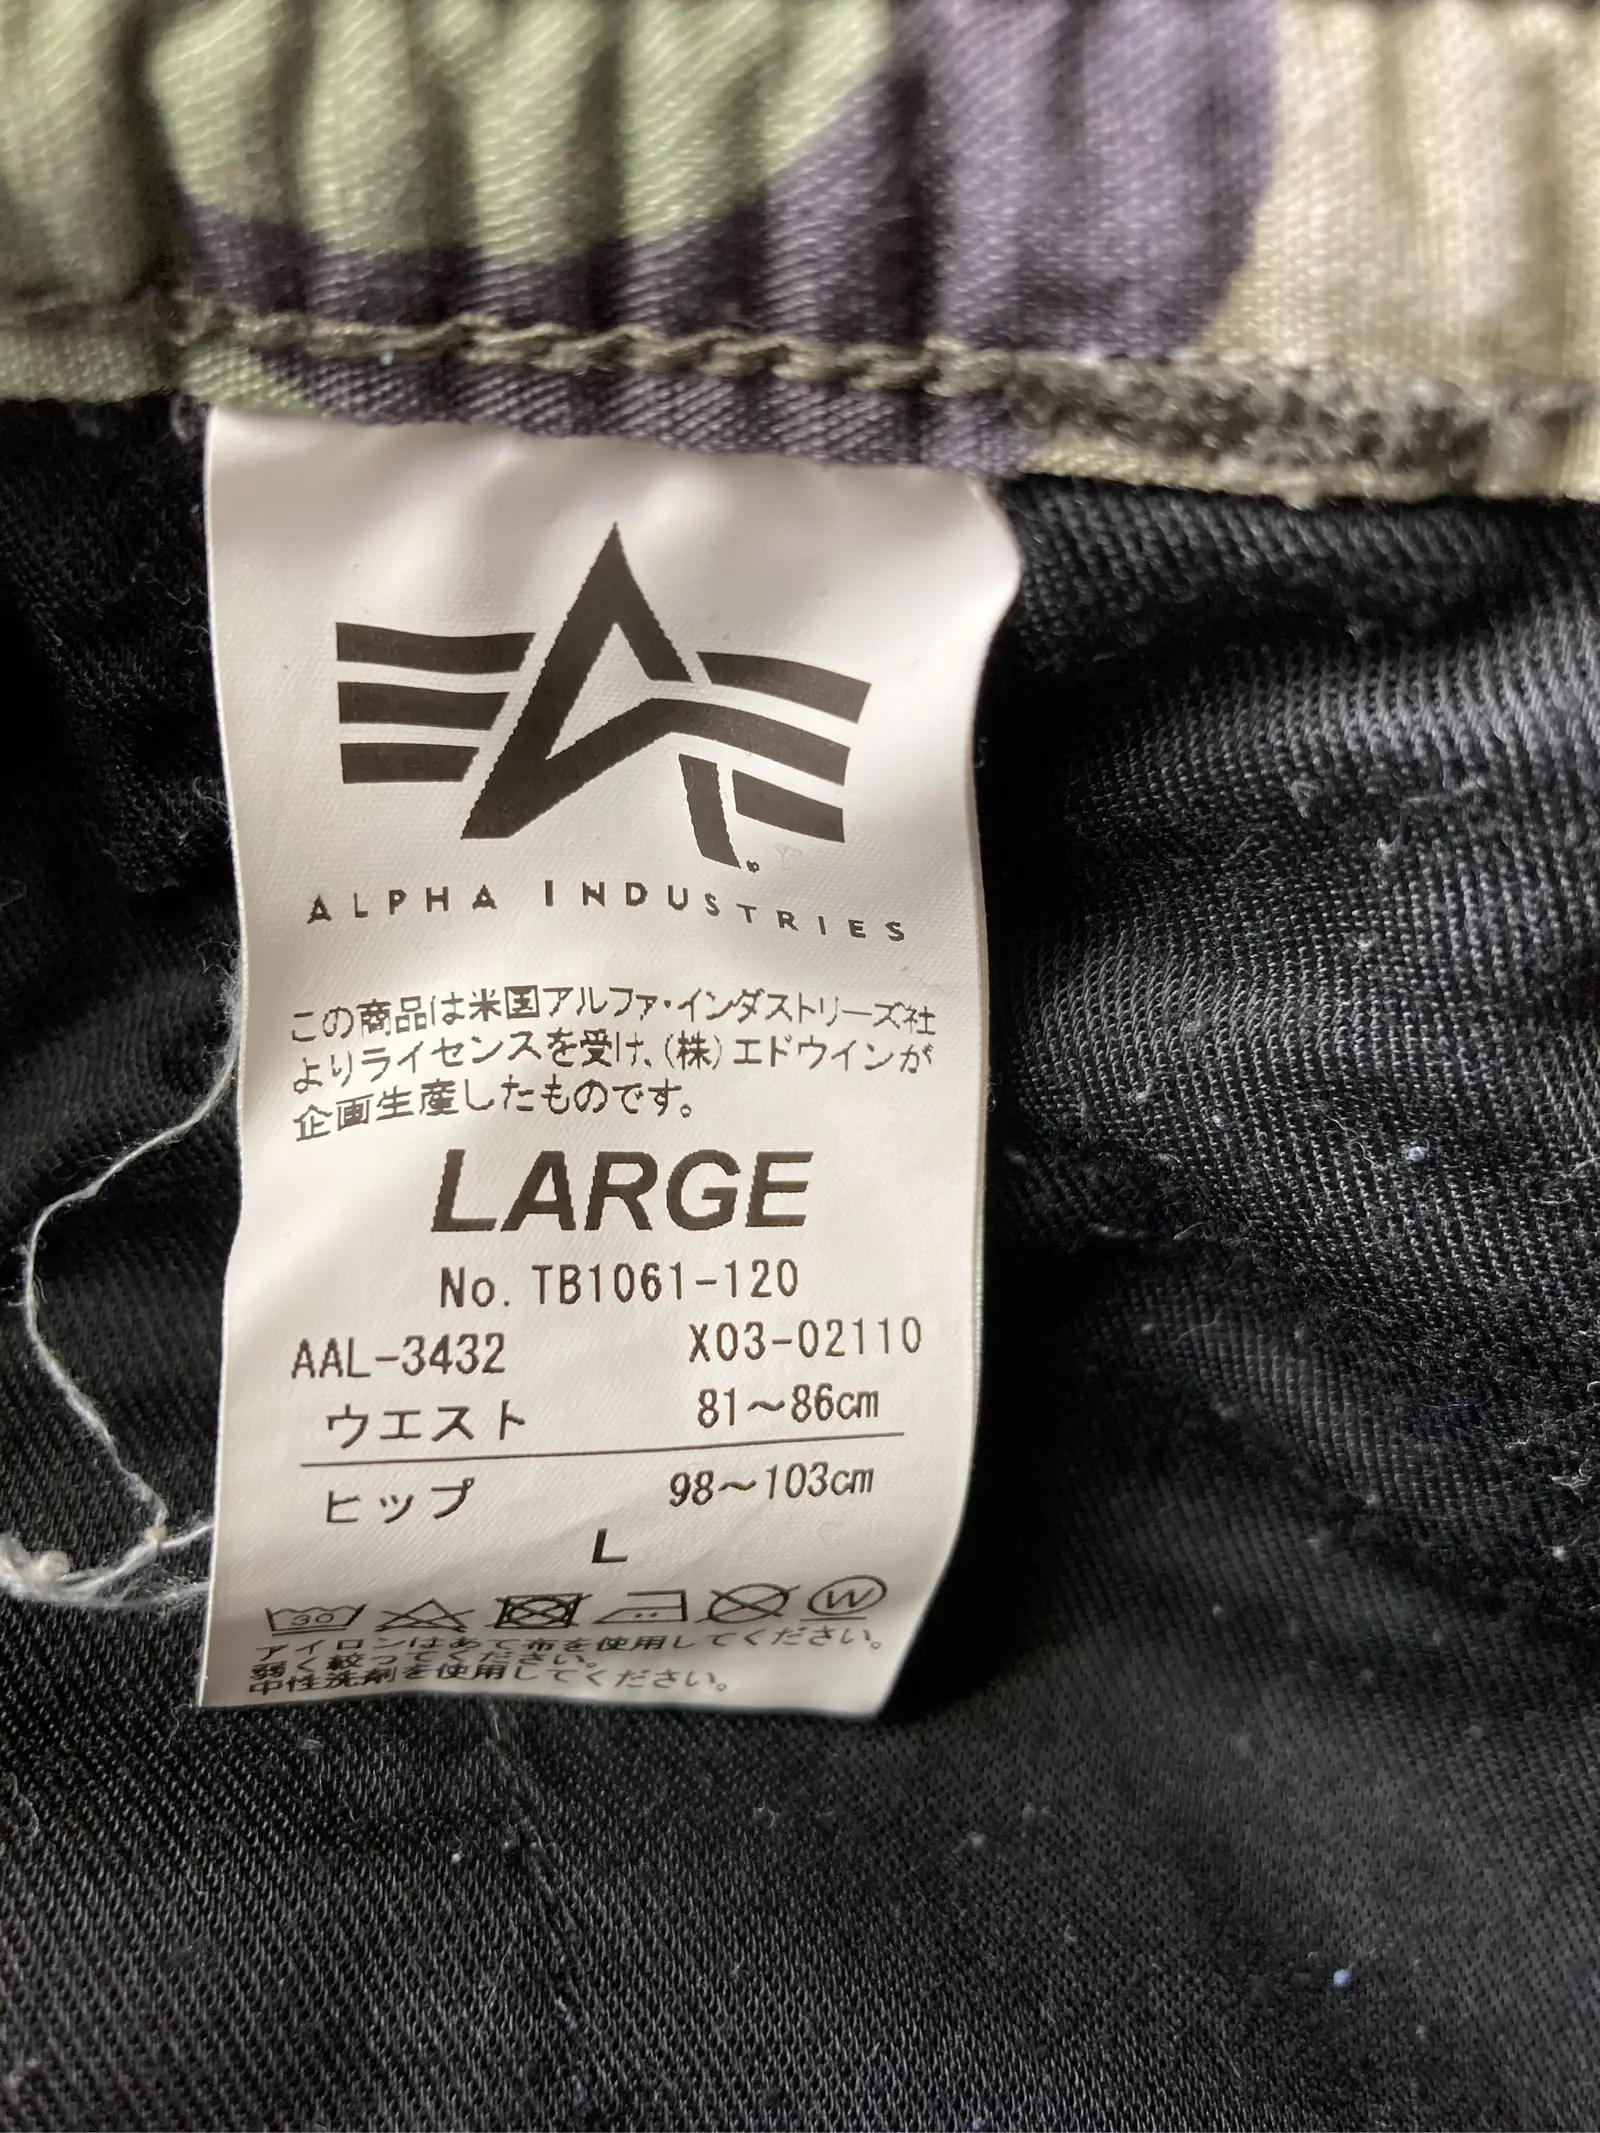 ALPHA INDUSTRIES
この商品は米国アルファ・インダストリーズ社
よりライセンスを受け、(株)エドウインが
企画生産したものです。
LARGE
No. TB1061-120
AAL-3432 X03-02110
ウエスト 81～86cm
ヒップ 98～103cm
L
30 W
アイロンはあて布を使用してください。
弱く絞ってください。
中性洗剤を使用してください。